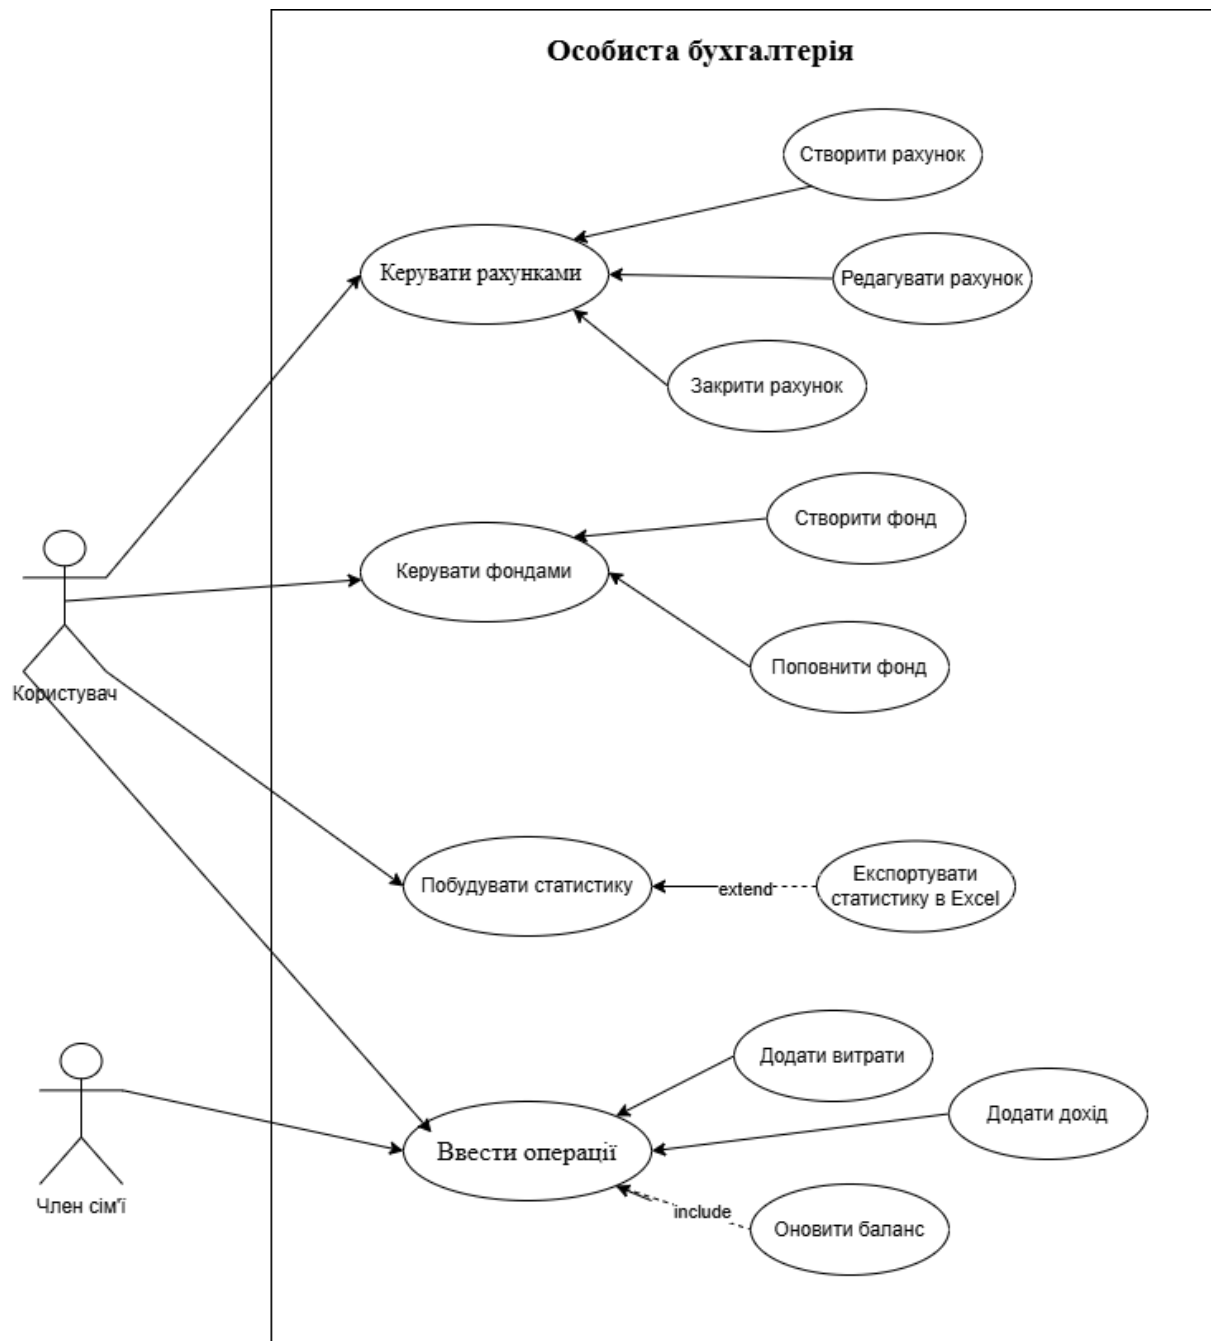 Особиста бухгалтерія
Створити рахунок
Керувати рахунками
Редагувати рахунок
Закрити рахунок
Створити фонд
Керувати фондами
Поповнити фонд
Користувач
Побудувати статистику
extend
Експортувати
статистику в Excel
Додати витрати
Додати дохід
Ввести операції
include
Оновити баланс
Член сім'ї